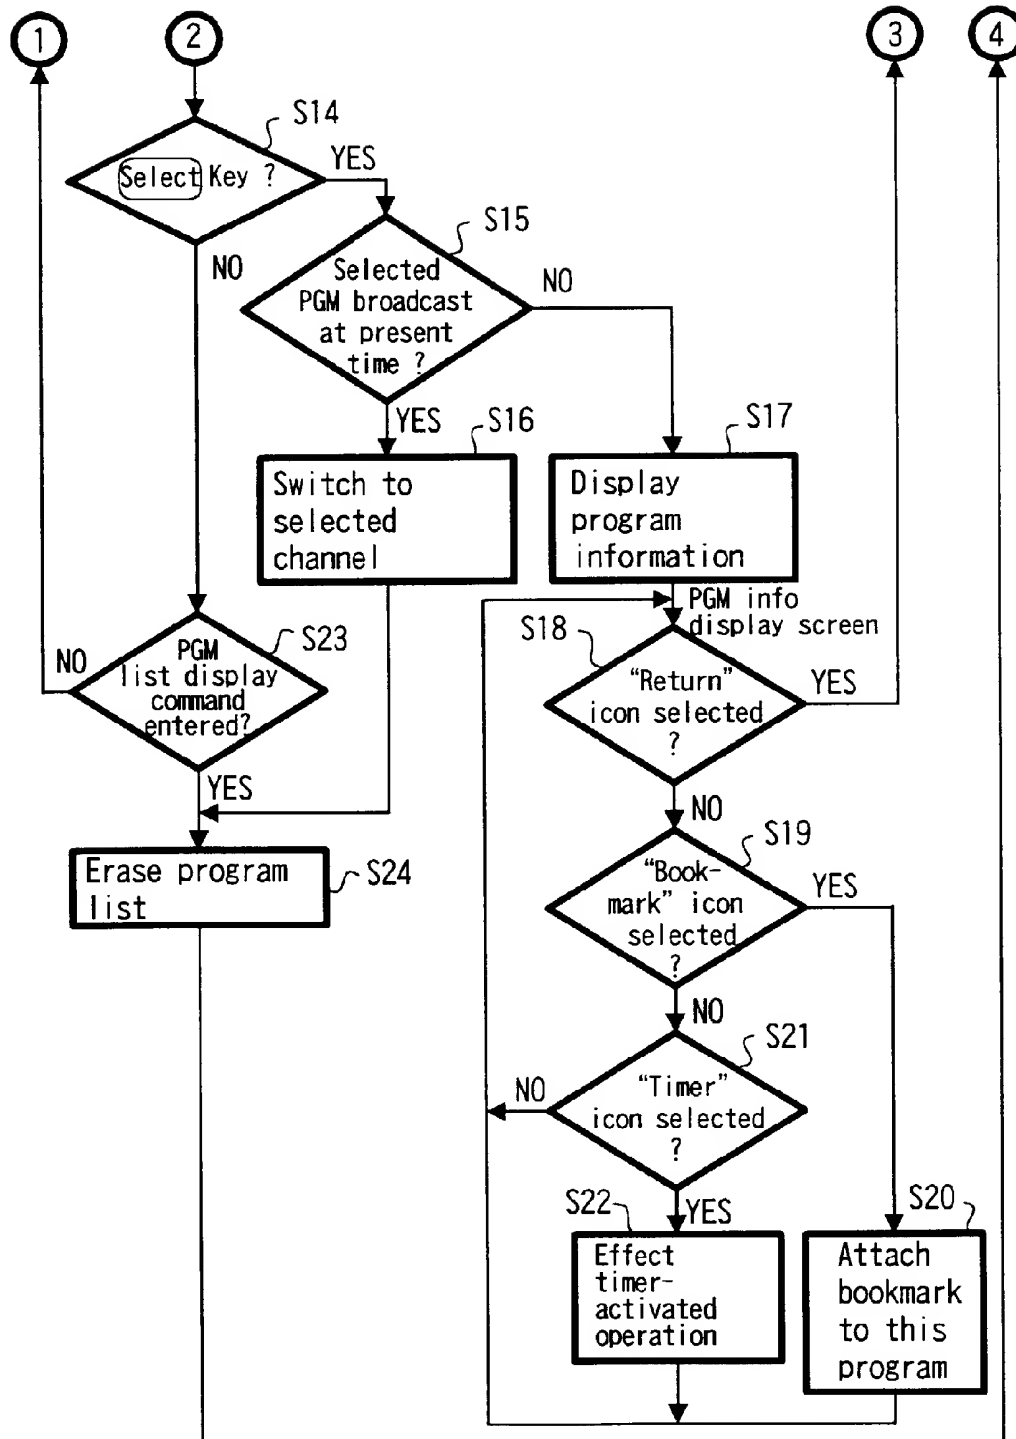 1
2
3
4
S14
Select Key ?
YES
NO
S15
Selected
PGM broadcast
at present
time ?
NO
YES
S16
Switch to
selected
channel
S17
Display
program
information
PGM info
display screen
S23
PGM
list display
command
entered?
NO
YES
S24
Erase program
list
S18
“Return”
icon selected
?
YES
NO
S19
“Book-
mark” icon
selected
?
YES
NO
S21
“Timer”
icon selected
?
NO
YES
S22
Effect
timer-
activated
operation
S20
Attach
bookmark
to this
program